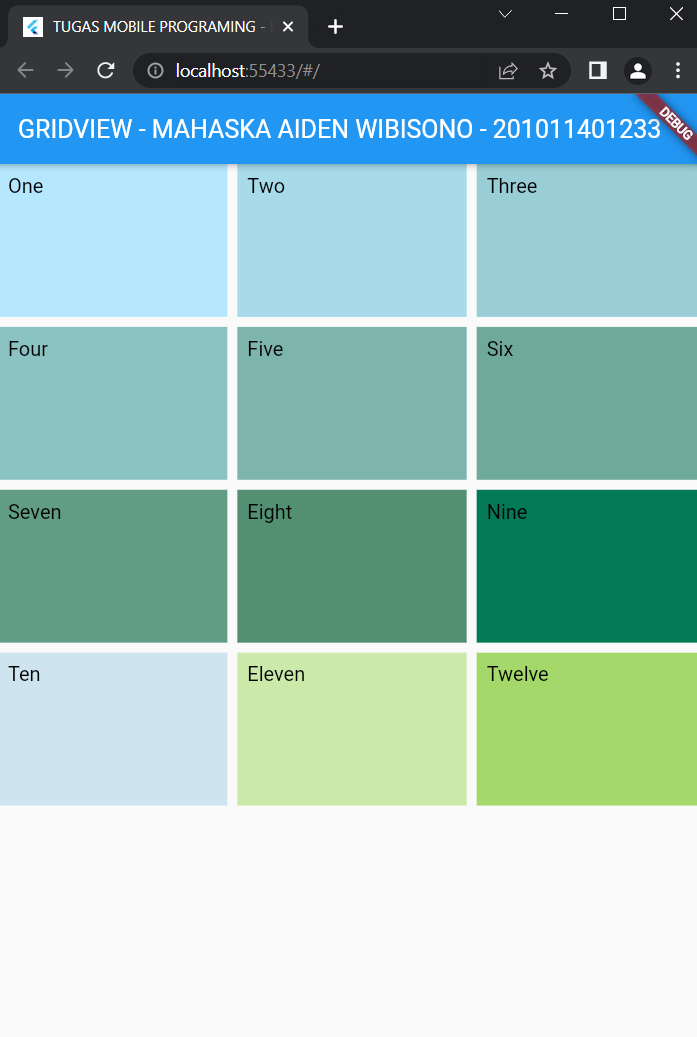 TUGAS MOBILE PROGRAMING -
localhost:55433/#/
GRIDVIEW - MAHASKA AIDEN WIBISONO - 201011401233
DEBUG
One Two Three
Four Five Six
Seven Eight Nine
Ten Eleven Twelve